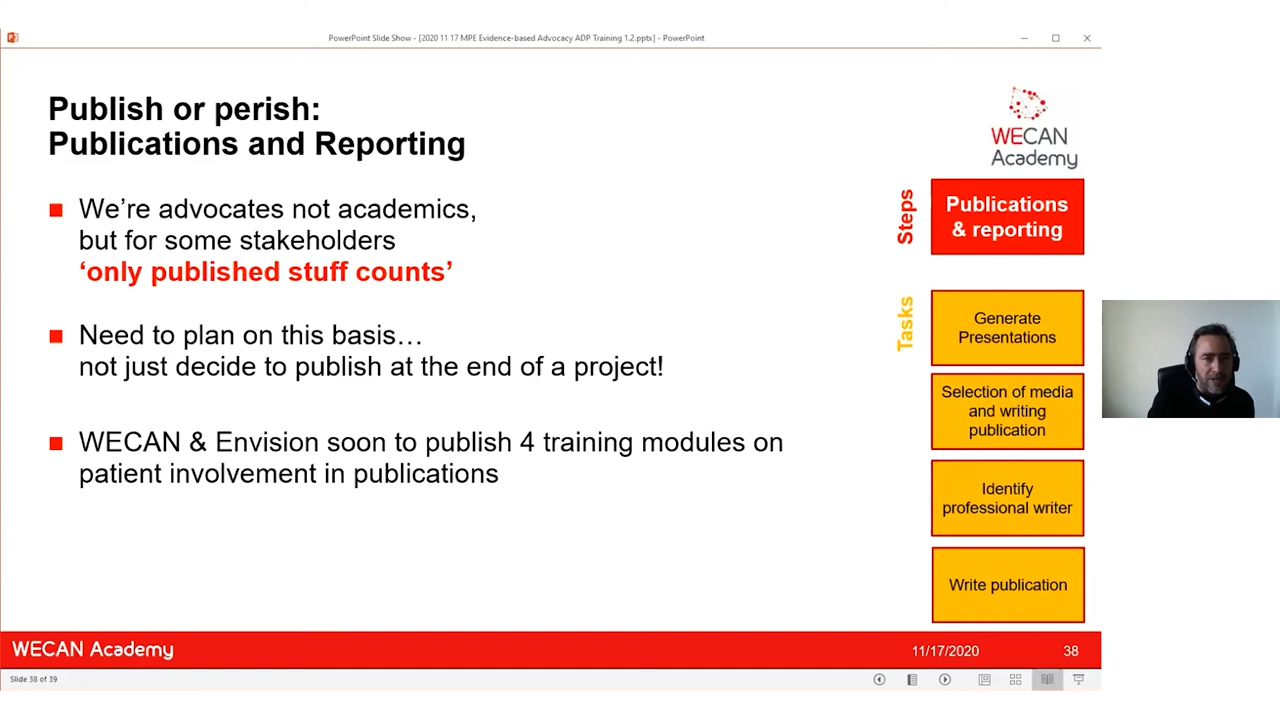 PowerPoint Slide Show - [2020 11 17 MPE Evidence-based Advocacy ADP Training 1.2.pptx] - PowerPoint
Publish or perish:
Publications and Reporting
WECAN
Academy
We’re advocates not academics,
but for some stakeholders
‘only published stuff counts’
Need to plan on this basis…
not just decide to publish at the end of a project!
WECAN & Envision soon to publish 4 training modules on
patient involvement in publications
Steps
Publications
& reporting
Tasks
Generate
Presentations
Selection of media
and writing
publication
Identify
professional writer
Write publication
WECAN Academy
11/17/2020
38
Slide 38 of 39